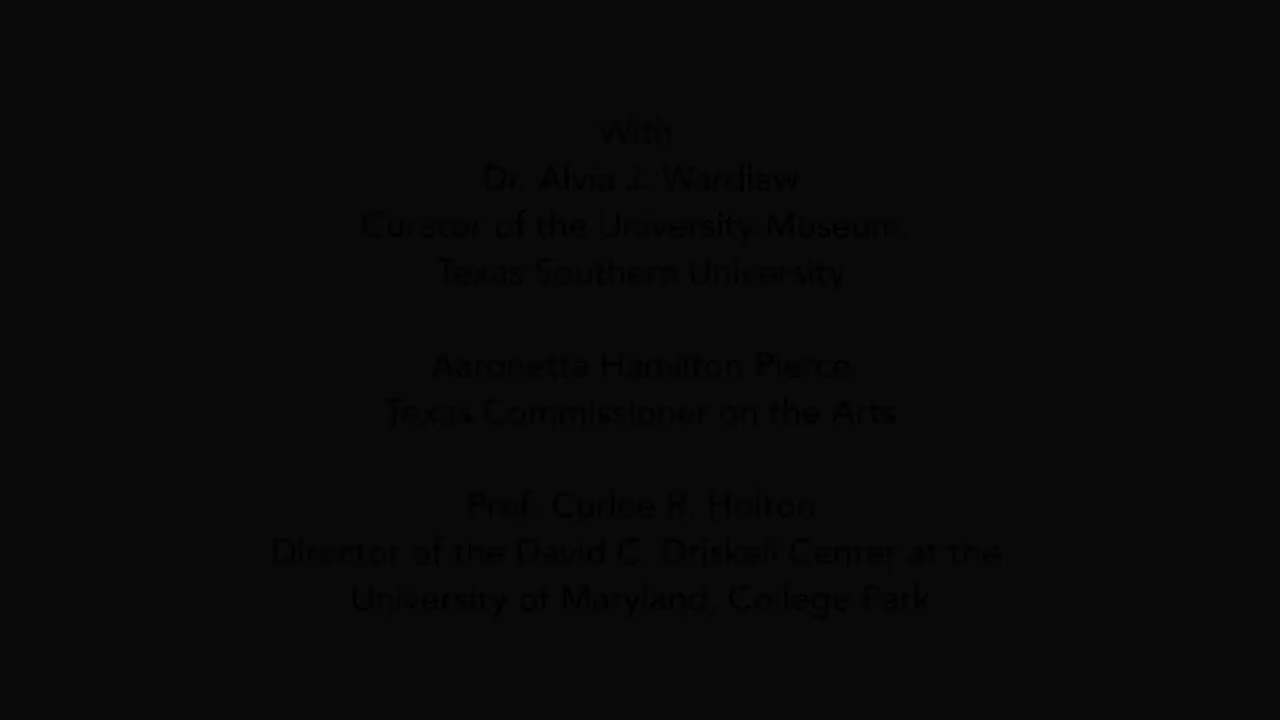 With
Dr. Alvia J. Wardlaw
Curator of the University Museum,
Texas Southern University
Aaronetta Hamilton Pierce
Texas Commissioner on the Arts
Prof. Curlee R. Holton
Director of the David C. Driskell Center at the
University of Maryland, College Park